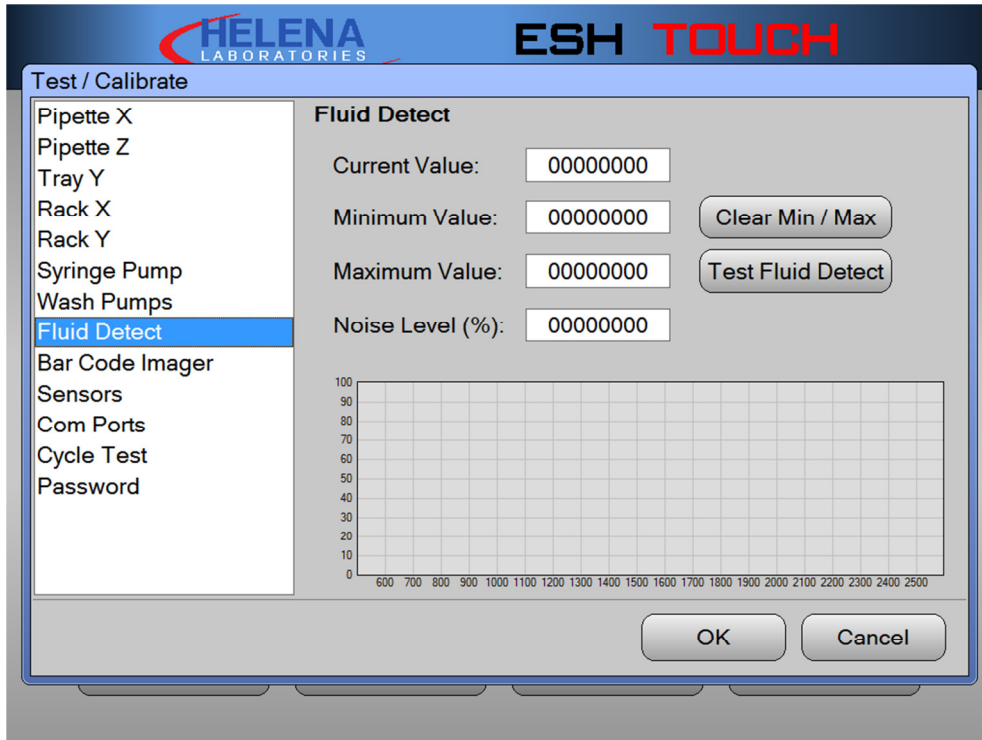 HELENA
LABORATORIES
ESH TOUCH
Test / Calibrate
Pipette X
Pipette Z
Tray Y
Rack X
Rack Y
Syringe Pump
Wash Pumps
Fluid Detect
Bar Code Imager
Sensors
Com Ports
Cycle Test
Password
Fluid Detect
Current Value: 00000000
Minimum Value: 00000000 Clear Min / Max
Maximum Value: 00000000 Test Fluid Detect
Noise Level (%): 00000000
100
90
80
70
60
50
40
30
20
10
0
600 700 800 900 1000 1100 1200 1300 1400 1500 1600 1700 1800 1900 2000 2100 2200 2300 2400 2500
OK Cancel